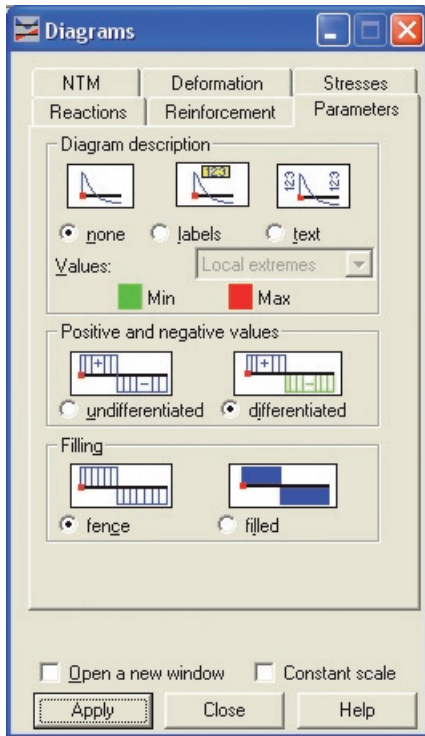 Diagrams
NTM Deformation Stresses
Reactions Reinforcement Parameters
Diagram description
123 123 123
none labels text
Values: Local extremes
Min Max
Positive and negative values
+ − + −
undifferentiated differentiated
Filling
fence filled
Open a new window Constant scale
Apply Close Help